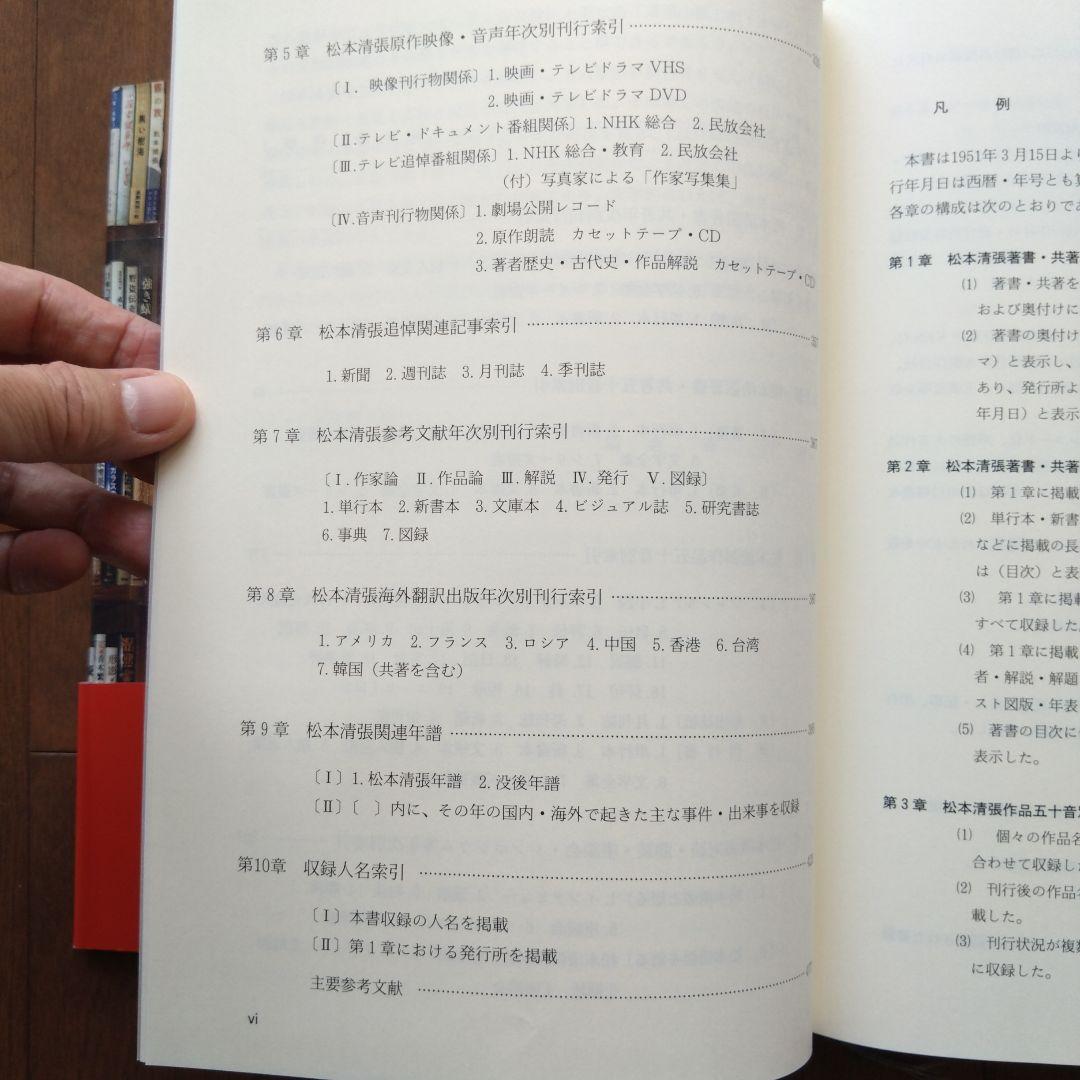 第5章　松本清張原作映像・音声年次別刊行索引
〔Ⅰ. 映像刊行物関係〕1. 映画・テレビドラマ VHS
2. 映画・テレビドラマ DVD
〔Ⅱ.テレビ・ドキュメント番組関係〕1. NHK 総合　2. 民放会社
〔Ⅲ.テレビ追悼番組関係〕1. NHK 総合・教育　2. 民放会社
（付）写真家による「作家写真集」
〔Ⅳ.音声刊行物関係〕1. 劇場公開レコード
2. 原作朗読　カセットテープ・CD
3. 著者歴史・古代史・作品解説　カセットテープ・CD
第6章　松本清張追悼関連記事索引
1. 新聞　2. 週刊誌　3. 月刊誌　4. 季刊誌
第7章　松本清張参考文献年次別刊行索引
〔Ⅰ. 作家論　Ⅱ. 作品論　Ⅲ. 解説　Ⅳ. 発行　Ⅴ. 図録〕
1. 単行本　2. 新書本　3. 文庫本　4. ビジュアル誌　5. 研究書誌
6. 事典　7. 図録
第8章　松本清張海外翻訳出版年次別刊行索引
1. アメリカ　2. フランス　3. ロシア　4. 中国　5. 香港　6. 台湾
7. 韓国（共著を含む）
第9章　松本清張関連年譜
〔Ⅰ〕1. 松本清張年譜　2. 没後年譜
〔Ⅱ〕〔　〕内に、その年の国内・海外で起きた主な事件・出来事を収録
第10章　収録人名索引
〔Ⅰ〕本書収録の人名を掲載
〔Ⅱ〕第1章における発行所を掲載
主要参考文献
vi
凡　例
本書は1951年3月15日よ
行年月日は西暦・年号とも
各章の構成は次のとおりで
第1章　松本清張著書・共著
(1)　著書・共著を
および奥付けに
(2)　著書の奥付け
マ）と表示し、
あり、発行所よ
年月日）と表示
第2章　松本清張著書・共著
(1)　第1章に掲載
(2)　単行本・新書
などに掲載の長
は（目次）と表
(3)　第1章に掲
すべて収録した
(4)　第1章に掲載
者・解説・解題
スト図版・年表
(5)　著書の目次に
表示した。
第3章　松本清張作品五十音
(1)　個々の作品名
合わせて収録し
(2)　刊行後の作品
載した。
(3)　刊行状況が複
に収録した。